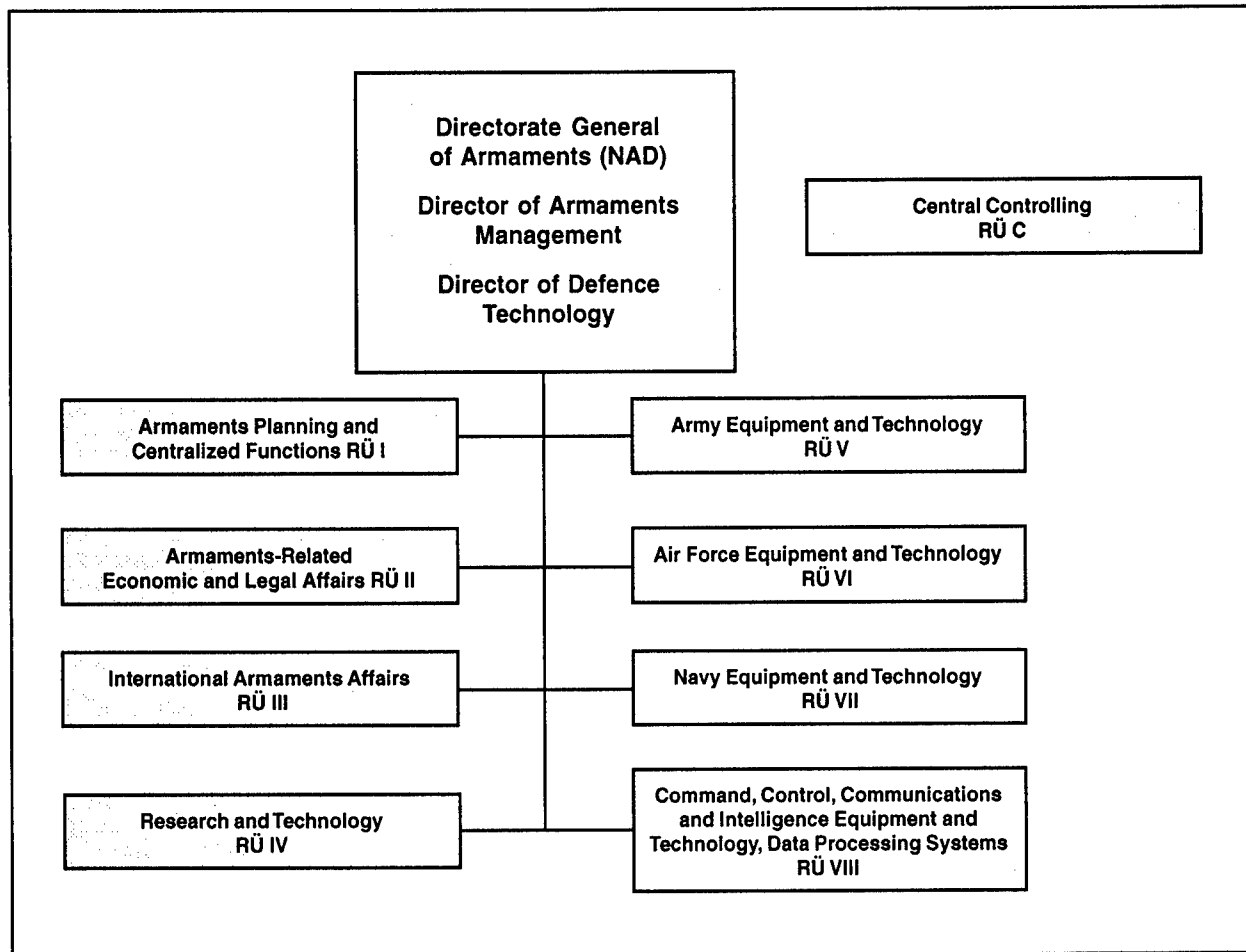 Directorate General
of Armaments (NAD)
Director of Armaments
Management
Director of Defence
Technology
Central Controlling
RÜ C
Armaments Planning and
Centralized Functions RÜ I
Army Equipment and Technology
RÜ V
Armaments-Related
Economic and Legal Affairs RÜ II
Air Force Equipment and Technology
RÜ VI
International Armaments Affairs
RÜ III
Navy Equipment and Technology
RÜ VII
Research and Technology
RÜ IV
Command, Control, Communications
and Intelligence Equipment and
Technology, Data Processing Systems
RÜ VIII